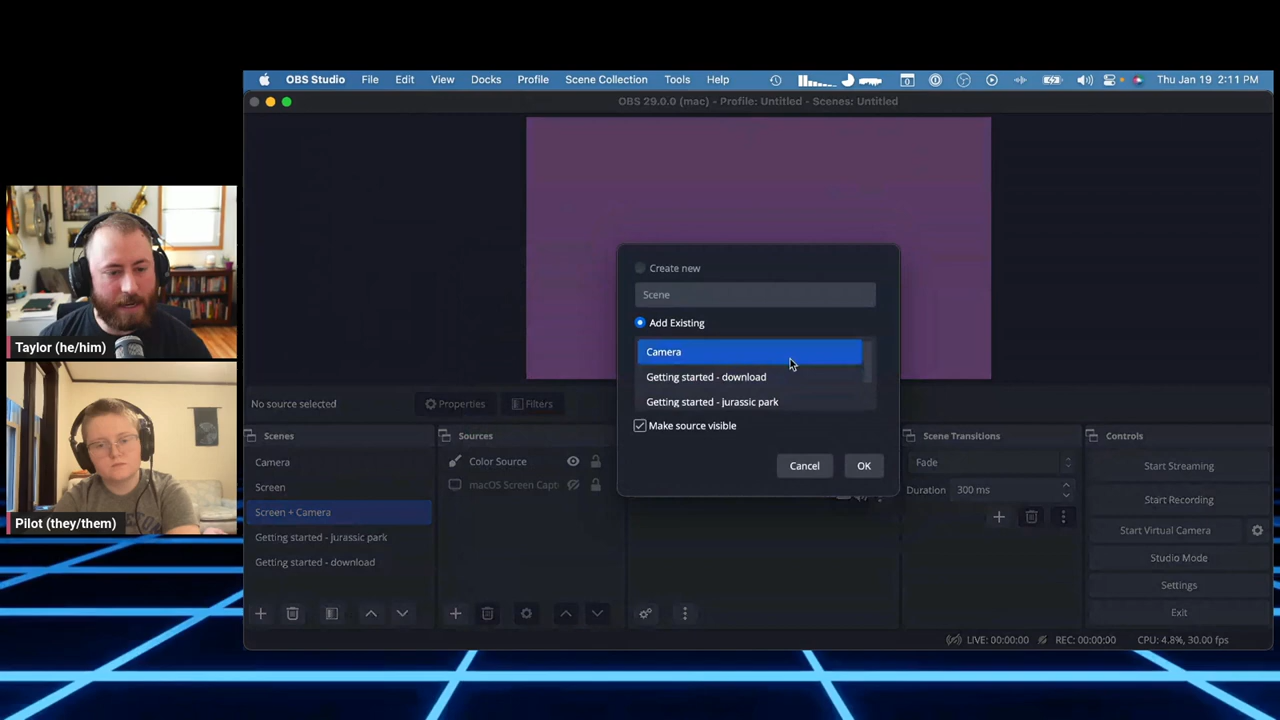 OBS Studio File Edit View Docks Profile Scene Collection Tools Help Thu Jan 19 2:11 PM
OBS 29.0.0 (mac) - Profile: Untitled - Scenes: Untitled
Taylor (he/him)
Pilot (they/them)
Create new
Scene
Add Existing
Camera
Getting started - download
Getting started - jurassic park
Make source visible
Cancel OK
No source selected Properties Filters
Scenes
Camera
Screen
Screen + Camera
Getting started - jurassic park
Getting started - download
Sources
Color Source
macOS Screen Capt
Scene Transitions
Fade
Duration 300 ms
Controls
Start Streaming
Start Recording
Start Virtual Camera
Studio Mode
Settings
Exit
LIVE: 00:00:00 REC: 00:00:00 CPU: 4.8%, 30.00 fps